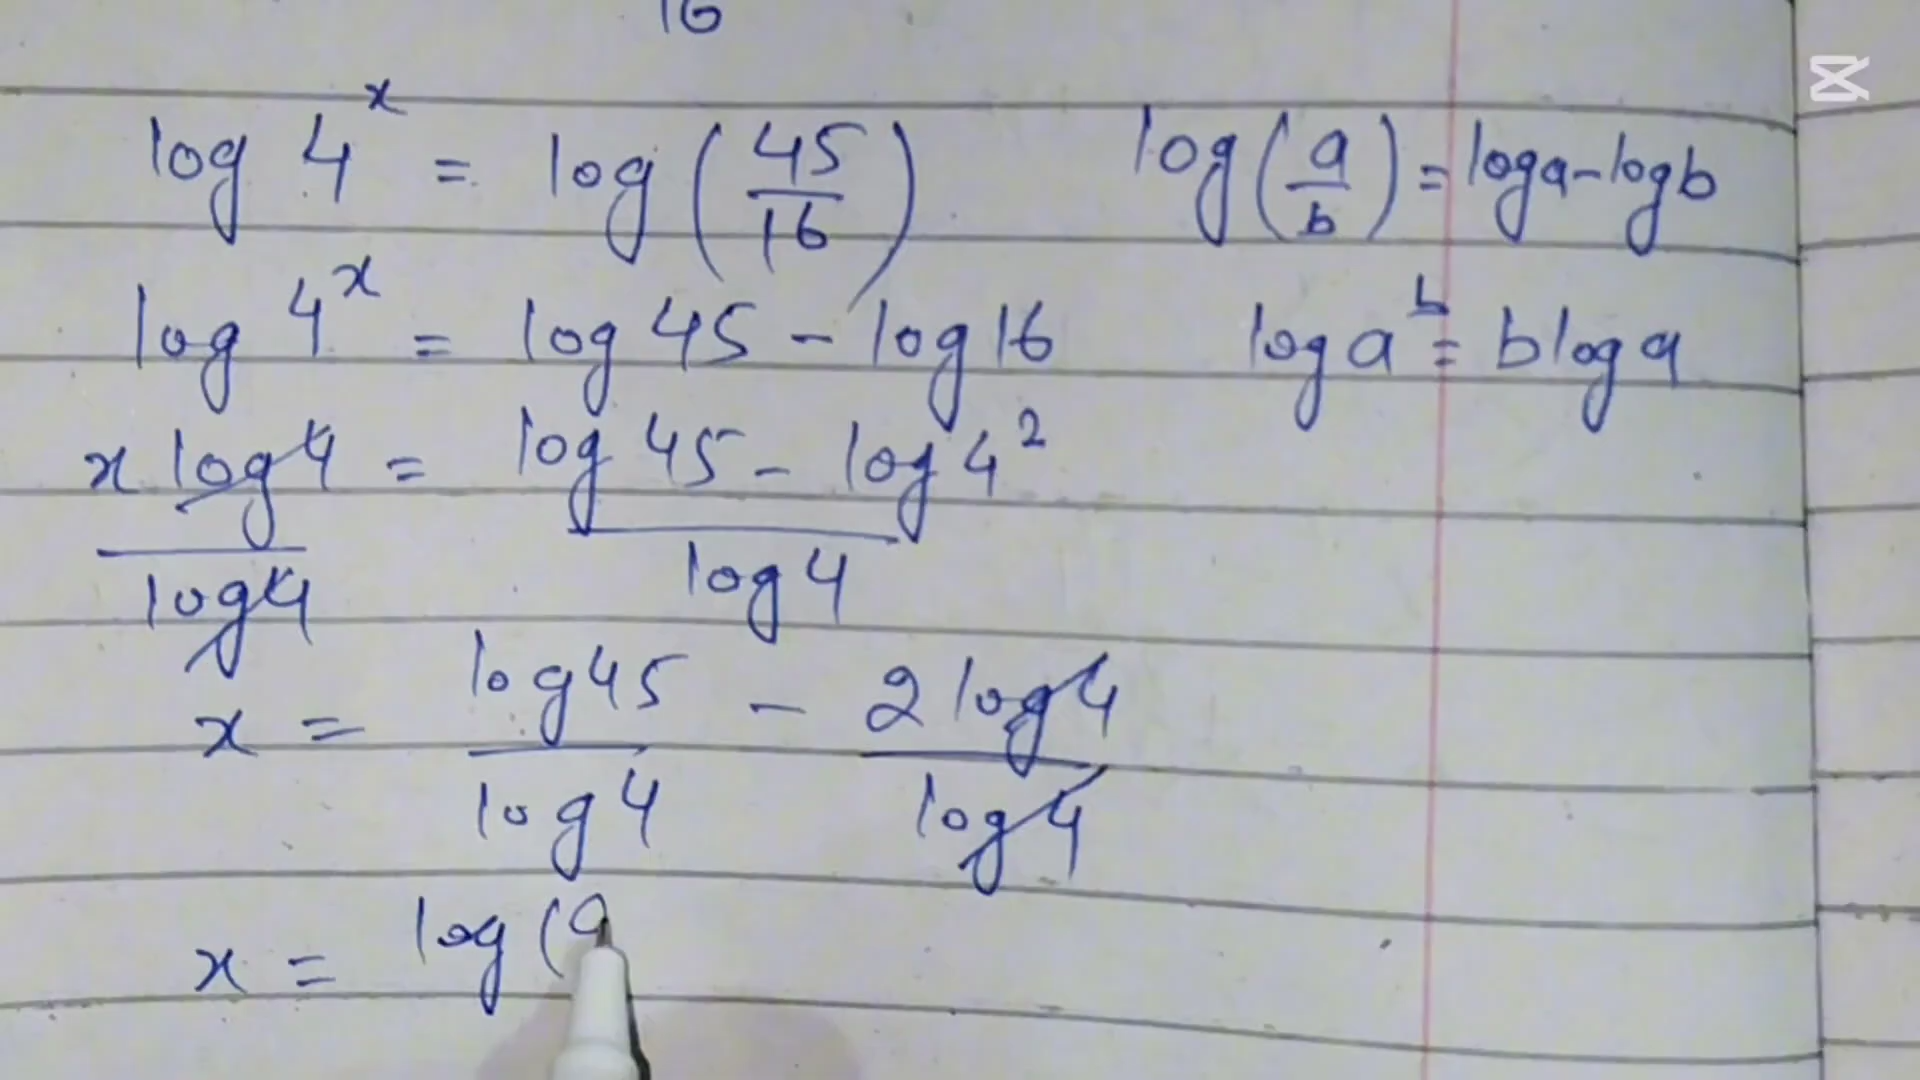 16
log 4^x = log (45/16) log (a/b) = log a - log b
log 4^x = log 45 - log 16 log a^b = b log a
x log 4 / log 4 = log 45 - log 4^2 / log 4
x = log 45 / log 4 - 2 log 4 / log 4
x = log (9